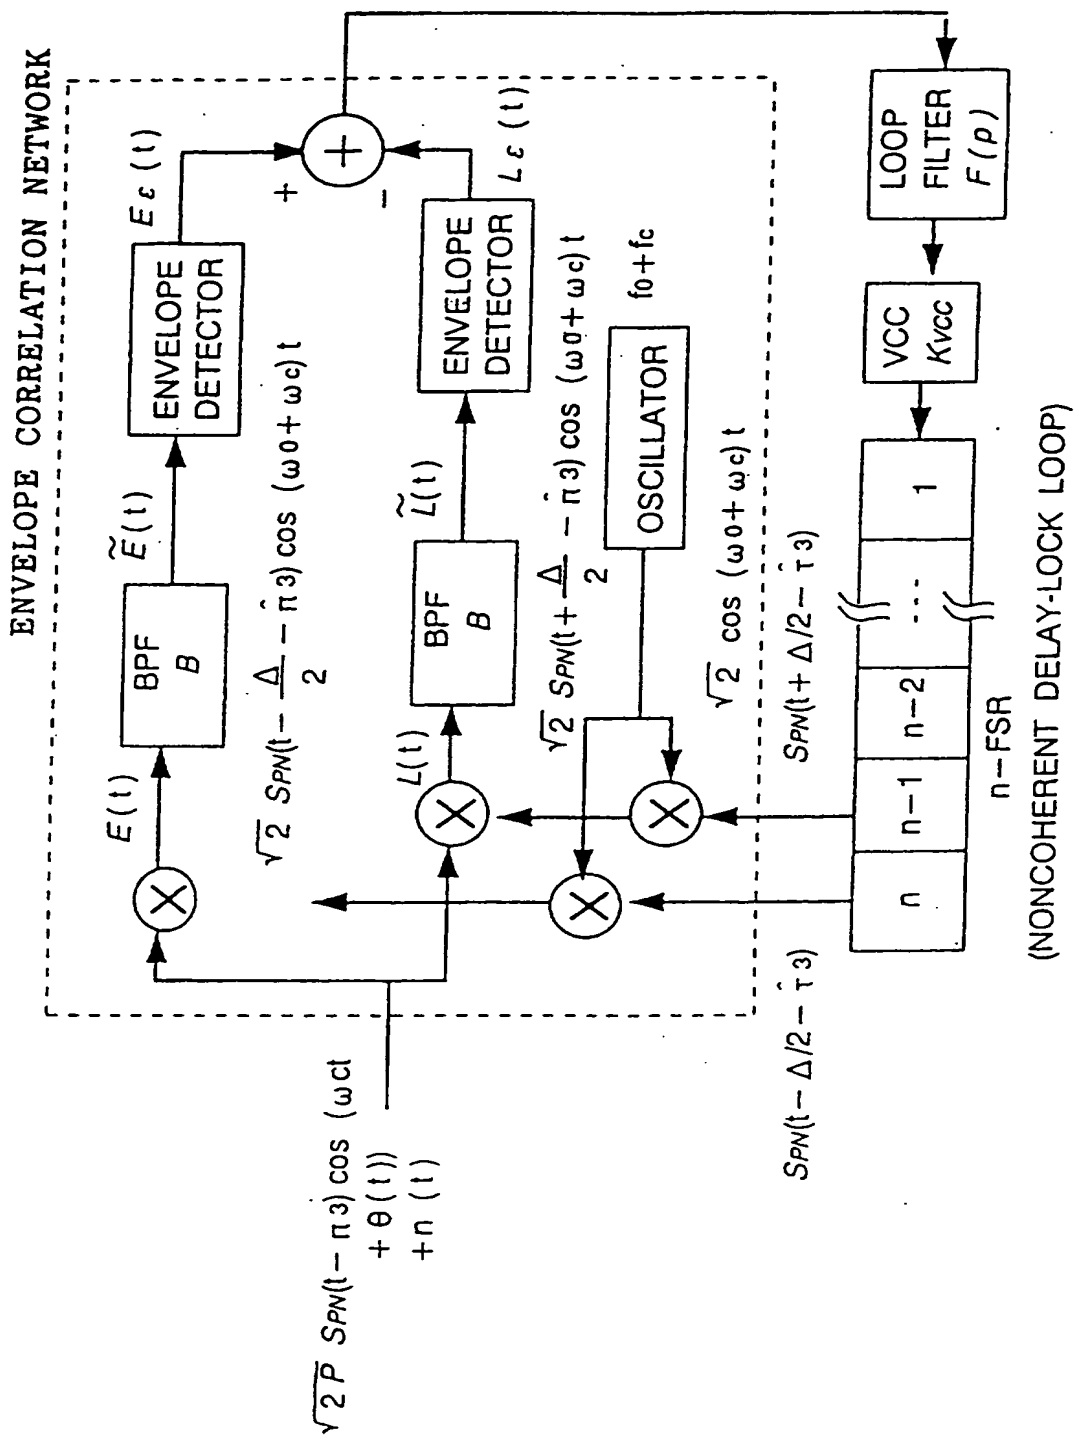 ENVELOPE CORRELATION NETWORK
E(t)
BPF
B
Ẽ(t)
ENVELOPE
DETECTOR
Eε(t)
+
+
−
√2 SPN(t− Δ/2 − π̂3) cos (ω0+ωc)t
L(t)
BPF
B
L̃(t)
ENVELOPE
DETECTOR
Lε(t)
√2P SPN(t− π3) cos (ωct
+θ(t))
+n (t)
√2 SPN(t+ Δ/2 − π̂3) cos (ω0+ωc)t
OSCILLATOR
f0+fc
√2 cos (ω0+ωc)t
SPN(t− Δ/2− τ̂3)
SPN(t+ Δ/2− τ̂3)
n
n−1
n−2
....
1
VCC
KVCC
LOOP
FILTER
F(p)
n−FSR
(NONCOHERENT DELAY-LOCK LOOP)